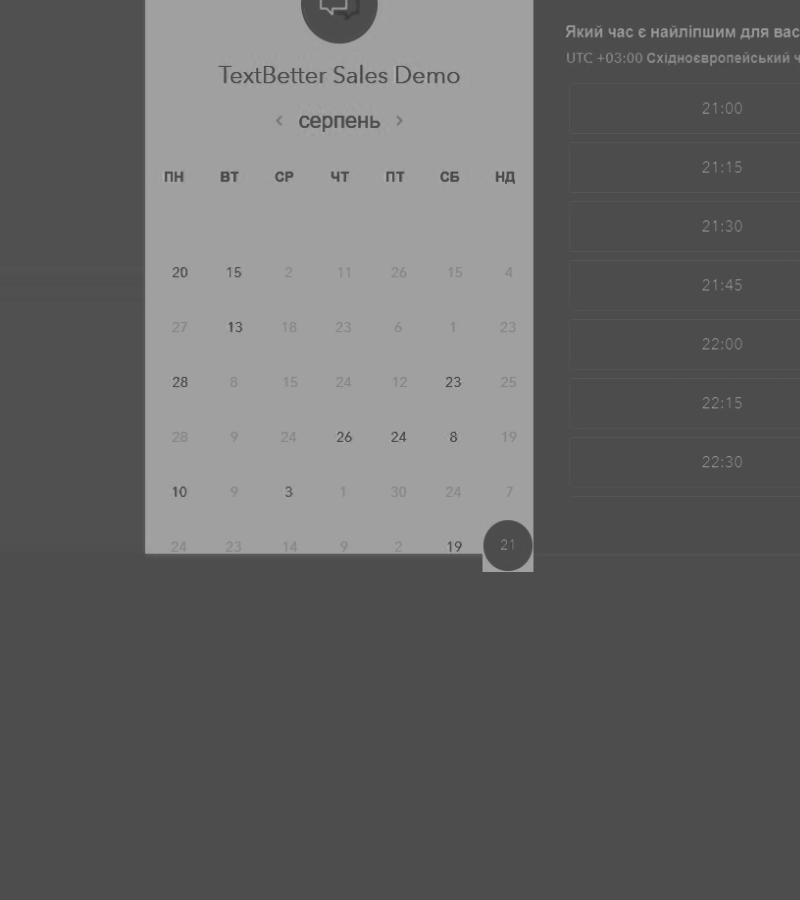 TextBetter Sales Demo
< серпень >
ПН ВТ СР ЧТ ПТ СБ НД
20 15 2 11 26 15 4
27 13 18 23 6 1 23
28 8 15 24 12 23 25
28 9 24 26 24 8 19
10 9 3 1 30 24 7
24 23 14 9 2 19 21
Який час є найліпшим для вас
UTC +03:00 Східноєвропейський ч
21:00
21:15
21:30
21:45
22:00
22:15
22:30